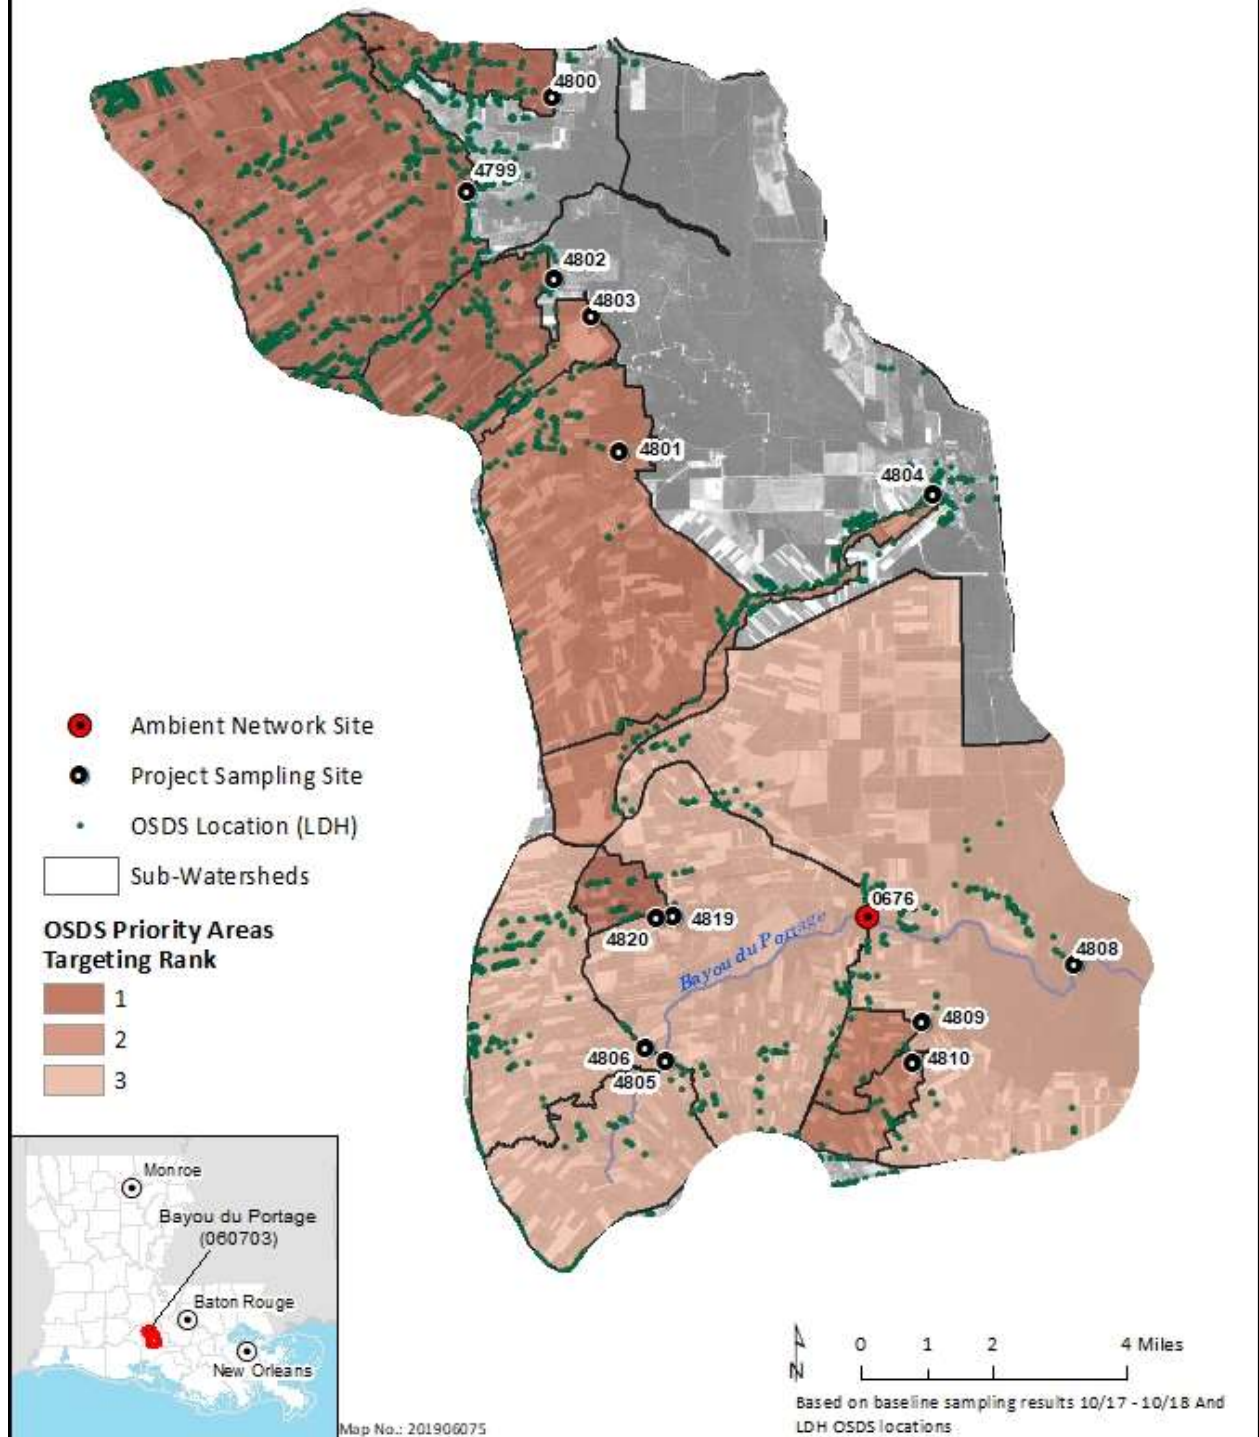 4800
4799
4802
4803
4801
4804
Ambient Network Site
Project Sampling Site
OSDS Location (LDH)
Sub-Watersheds
OSDS Priority Areas
Targeting Rank
1
2
3
0676
4819
4820
Bayou du Portage
4808
4809
4806
4810
4805
Monroe
Bayou du Portage
(060703)
Baton Rouge
New Orleans
N
0 1 2 4 Miles
Based on baseline sampling results 10/17 - 10/18 And
LDH OSDS locations
Map No.: 201906075